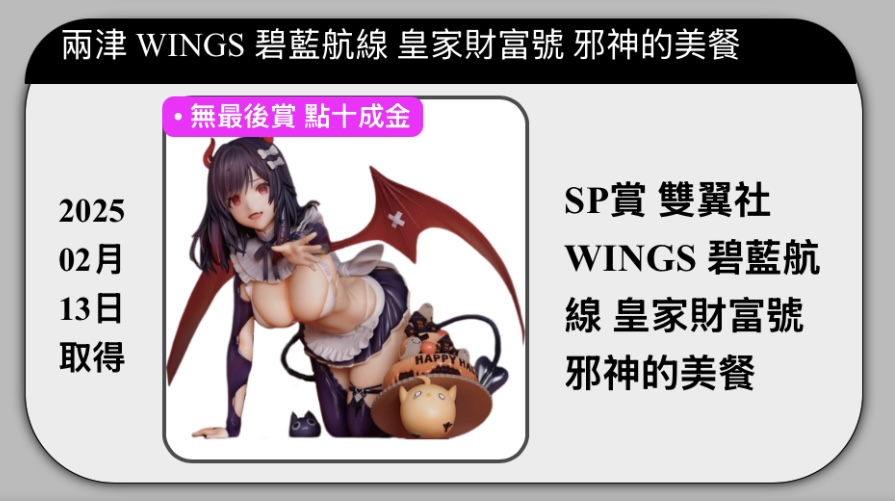 兩津 WINGS 碧藍航線 皇家財富號 邪神的美餐
• 無最後賞 點十成金
2025
02月
13日
取得
SP賞 雙翼社
WINGS 碧藍航
線 皇家財富號
邪神的美餐
HAPPY HA